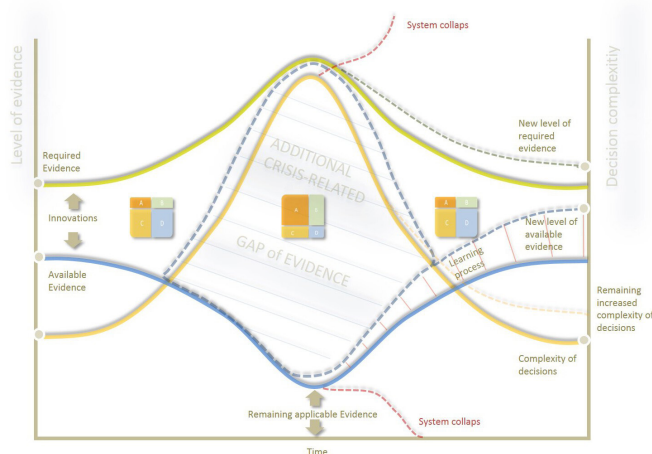 System collaps
Level of evidence
Decision complexitiy
Required
Evidence
New level of
required
evidence
ADDITIONAL
CRISIS-RELATED
A
B
C
D
A
B
C
D
A
B
C
D
Innovations
GAP of EVIDENCE
New level of
available
evidence
Learning
process
Available
Evidence
Remaining
increased
complexity of
decisions
Complexity of
decisions
Remaining applicable Evidence
System collaps
Time